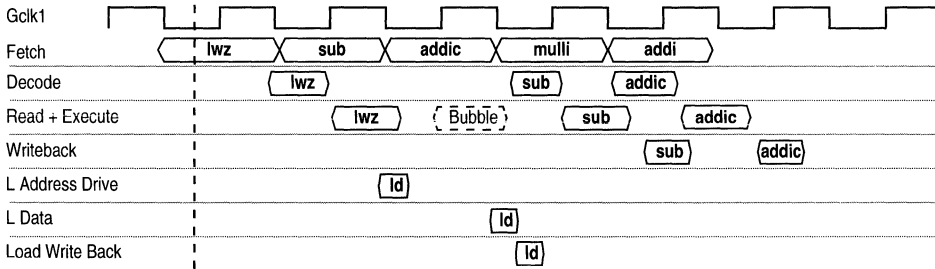 Gclk1
Fetch lwz sub addic mulli addi
Decode lwz sub addic
Read + Execute lwz Bubble sub addic
Writeback sub addic
L Address Drive ld
L Data ld
Load Write Back ld